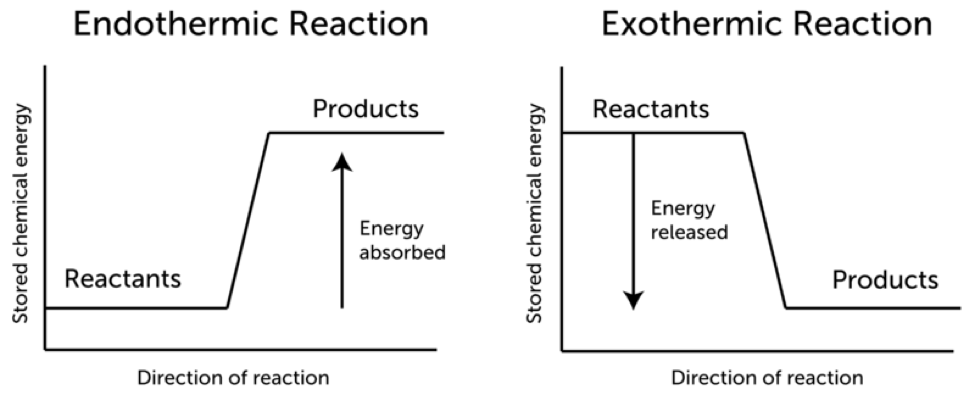 Endothermic Reaction
Stored chemical energy
Products
Energy
absorbed
Reactants
Direction of reaction
Exothermic Reaction
Stored chemical energy
Reactants
Energy
released
Products
Direction of reaction